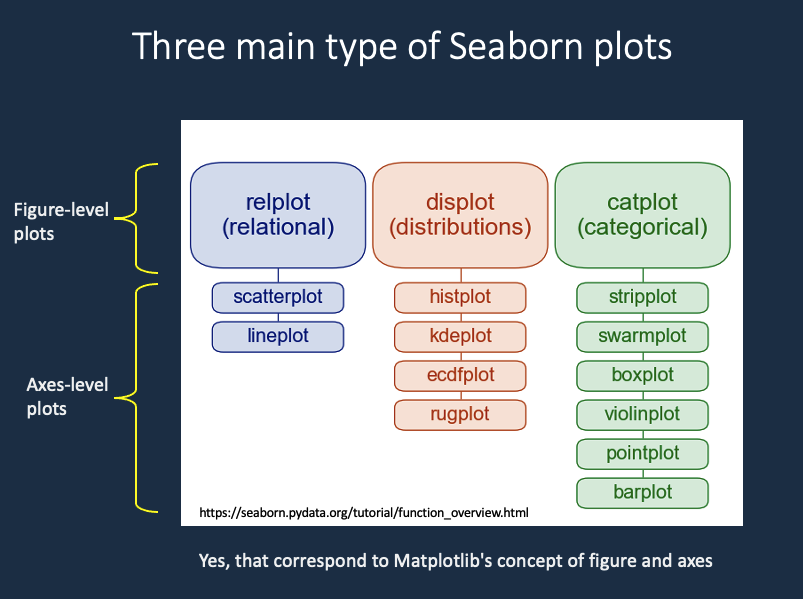 Three main type of Seaborn plots
Figure-level
plots
relplot
(relational)
displot
(distributions)
catplot
(categorical)
Axes-level
plots
scatterplot
lineplot
histplot
kdeplot
ecdfplot
rugplot
stripplot
swarmplot
boxplot
violinplot
pointplot
barplot
https://seaborn.pydata.org/tutorial/function_overview.html
Yes, that correspond to Matplotlib's concept of figure and axes